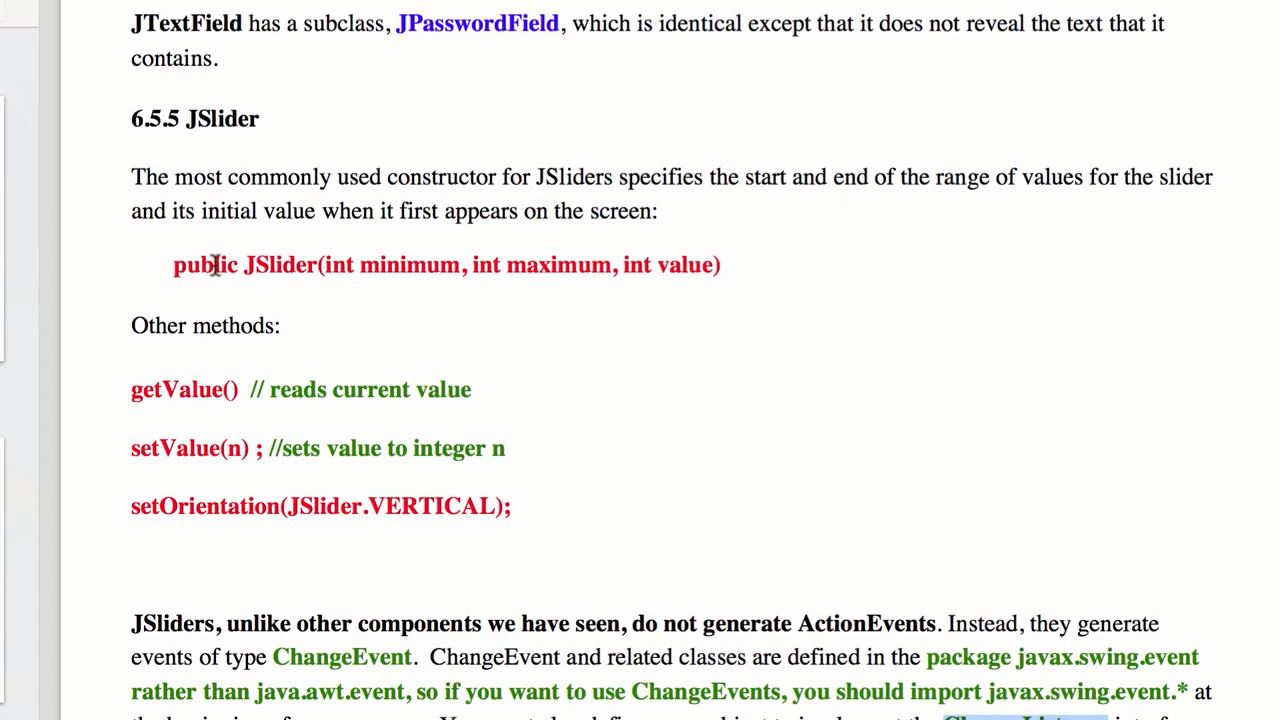 JTextField has a subclass, JPasswordField, which is identical except that it does not reveal the text that it
contains.
6.5.5 JSlider
The most commonly used constructor for JSliders specifies the start and end of the range of values for the slider
and its initial value when it first appears on the screen:
public JSlider(int minimum, int maximum, int value)
Other methods:
getValue() // reads current value
setValue(n) ; //sets value to integer n
setOrientation(JSlider.VERTICAL);
JSliders, unlike other components we have seen, do not generate ActionEvents. Instead, they generate
events of type ChangeEvent. ChangeEvent and related classes are defined in the package javax.swing.event
rather than java.awt.event, so if you want to use ChangeEvents, you should import javax.swing.event.* at